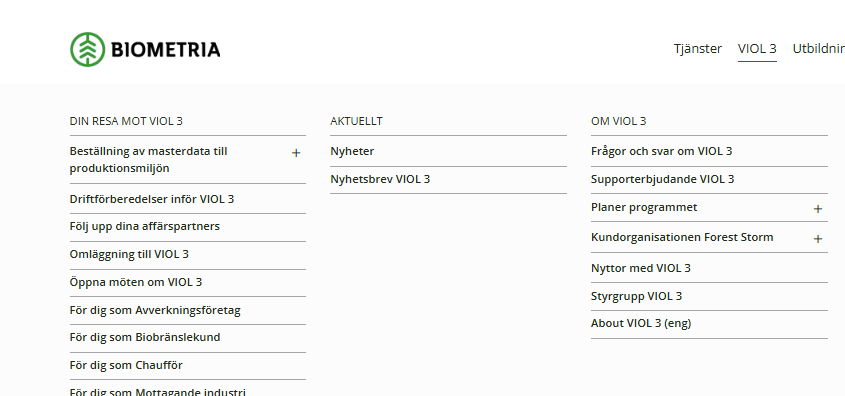 BIOMETRIA
Tjänster VIOL 3
DIN RESA MOT VIOL 3
Beställning av masterdata till
produktionsmiljön
Driftförberedelser inför VIOL 3
Följ upp dina affärspartners
Omläggning till VIOL 3
Öppna möten om VIOL 3
För dig som Avverkningsföretag
För dig som Biobränslekund
För dig som Chaufför
För dig som Mottagande industri
AKTUELLT
Nyheter
Nyhetsbrev VIOL 3
OM VIOL 3
Frågor och svar om VIOL 3
Supporterbjudande VIOL 3
Planer programmet
Kundorganisationen Forest Storm
Nyttor med VIOL 3
Styrgrupp VIOL 3
About VIOL 3 (eng)